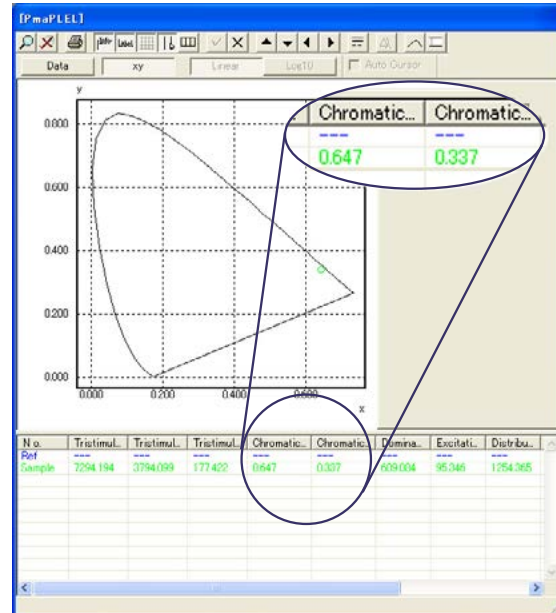 [PmaPLEL]
Data xy Linear Log10 Auto Cursor
y
0.800
0.600
0.400
0.200
0.000
0.000 0.200 0.400 0.600
x
Chromatic... Chromatic...
--- ---
0.647 0.337
No. Tristimul... Tristimul... Tristimul... Chromatic... Chromatic... Domina... Excitati... Distribu...
Ref --- --- --- --- --- --- --- ---
Sample 7294.194 3794.099 177.422 0.647 0.337 609.004 95.346 1254.365